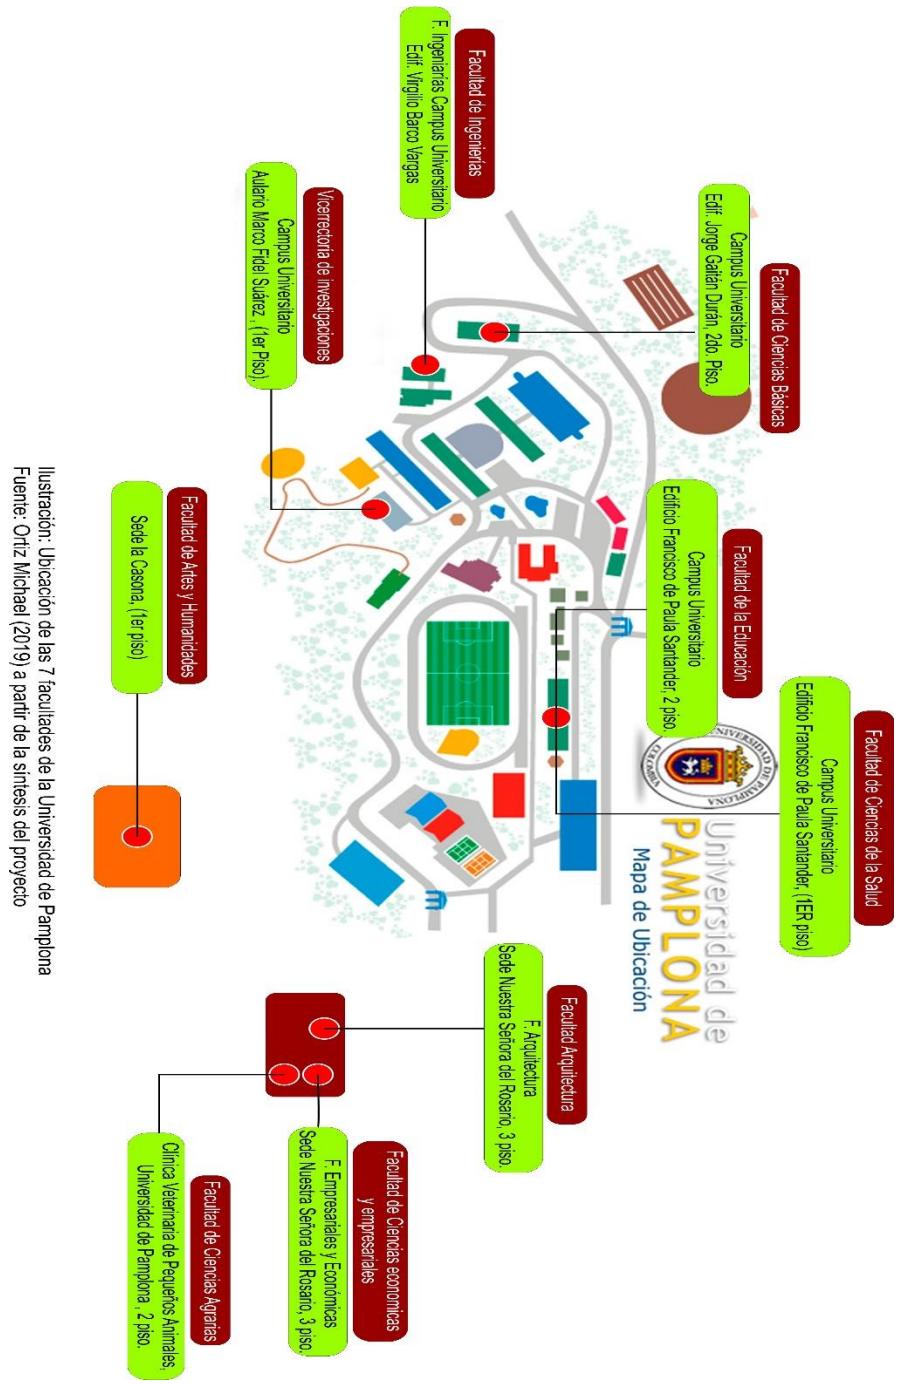 Facultad de Ciencias de la Salud
Campus Universitario
Edificio Francisco de Paula Santander, (1ER piso)
Facultad de Ciencias Básicas
Campus Universitario
Edif. Jorge Gaitán Durán, 2do. Piso.
Facultad de la Educación
Campus Universitario
Edificio Francisco de Paula Santander, 2 piso.
UNIVERSIDAD DE PAMPLONA
COLOMBIA
Universidad de
PAMPLONA
Mapa de Ubicación
Facultad de Ingenierías
F. Ingeniarías Campus Universitario
Edif. Virgilio Barco Vargas
Facultad Arquitectura
F. Arquitectura
Sede Nuestra Señora del Rosario, 3 piso.
Vicerrectoría de investigaciones
Campus Universitario
Aulario Marco Fidel Suárez , (1er Piso).
Facultad de Ciencias economicas
y empresariales
F. Empresariales y Económicas
Sede Nuestra Señora del Rosario, 3 piso.
Facultad de Artes y Humanidades
Sede la Casona, (1er piso)
Facultad de Ciencias Agrarias
Clínica Veterinaria de Pequeños Animales,
Universidad de Pamplona , 2 piso.
Ilustración: Ubicación de las 7 facultades de la Universidad de Pamplona
Fuente: Ortiz Michael (2019) a partir de la síntesis del proyecto